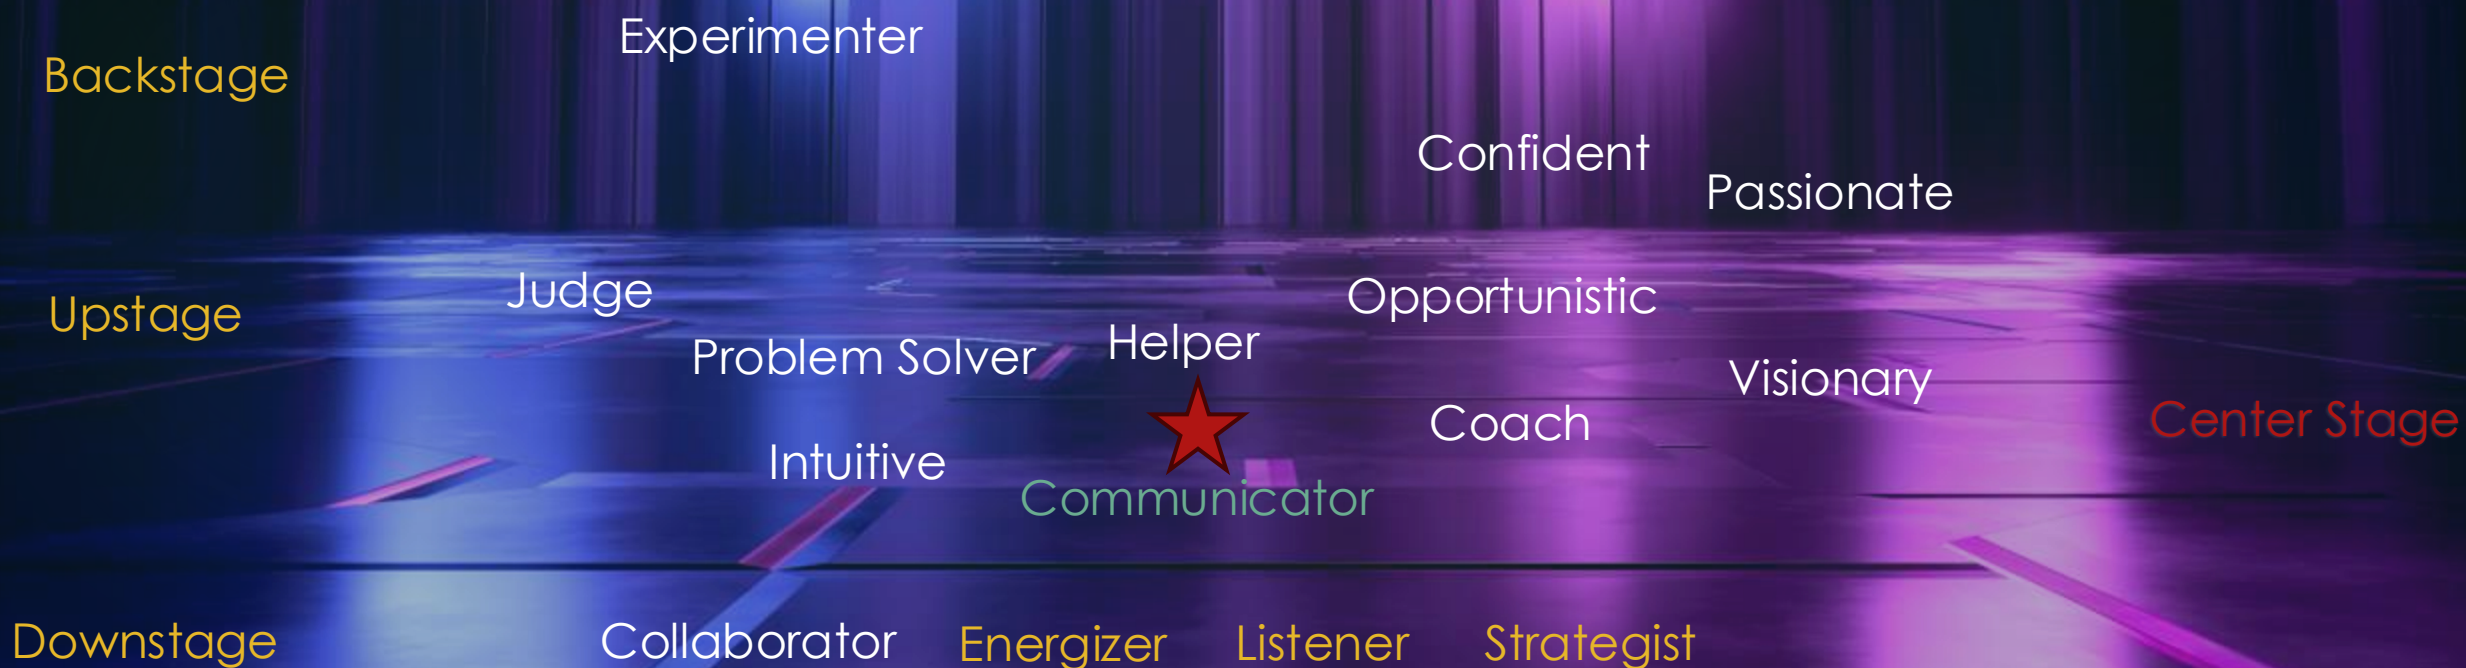 Experimenter
Backstage
Confident
Passionate
Judge
Opportunistic
Upstage
Helper
Problem Solver
Visionary
Coach
Center Stage
Intuitive
Communicator
Downstage
Collaborator
Energizer
Listener
Strategist